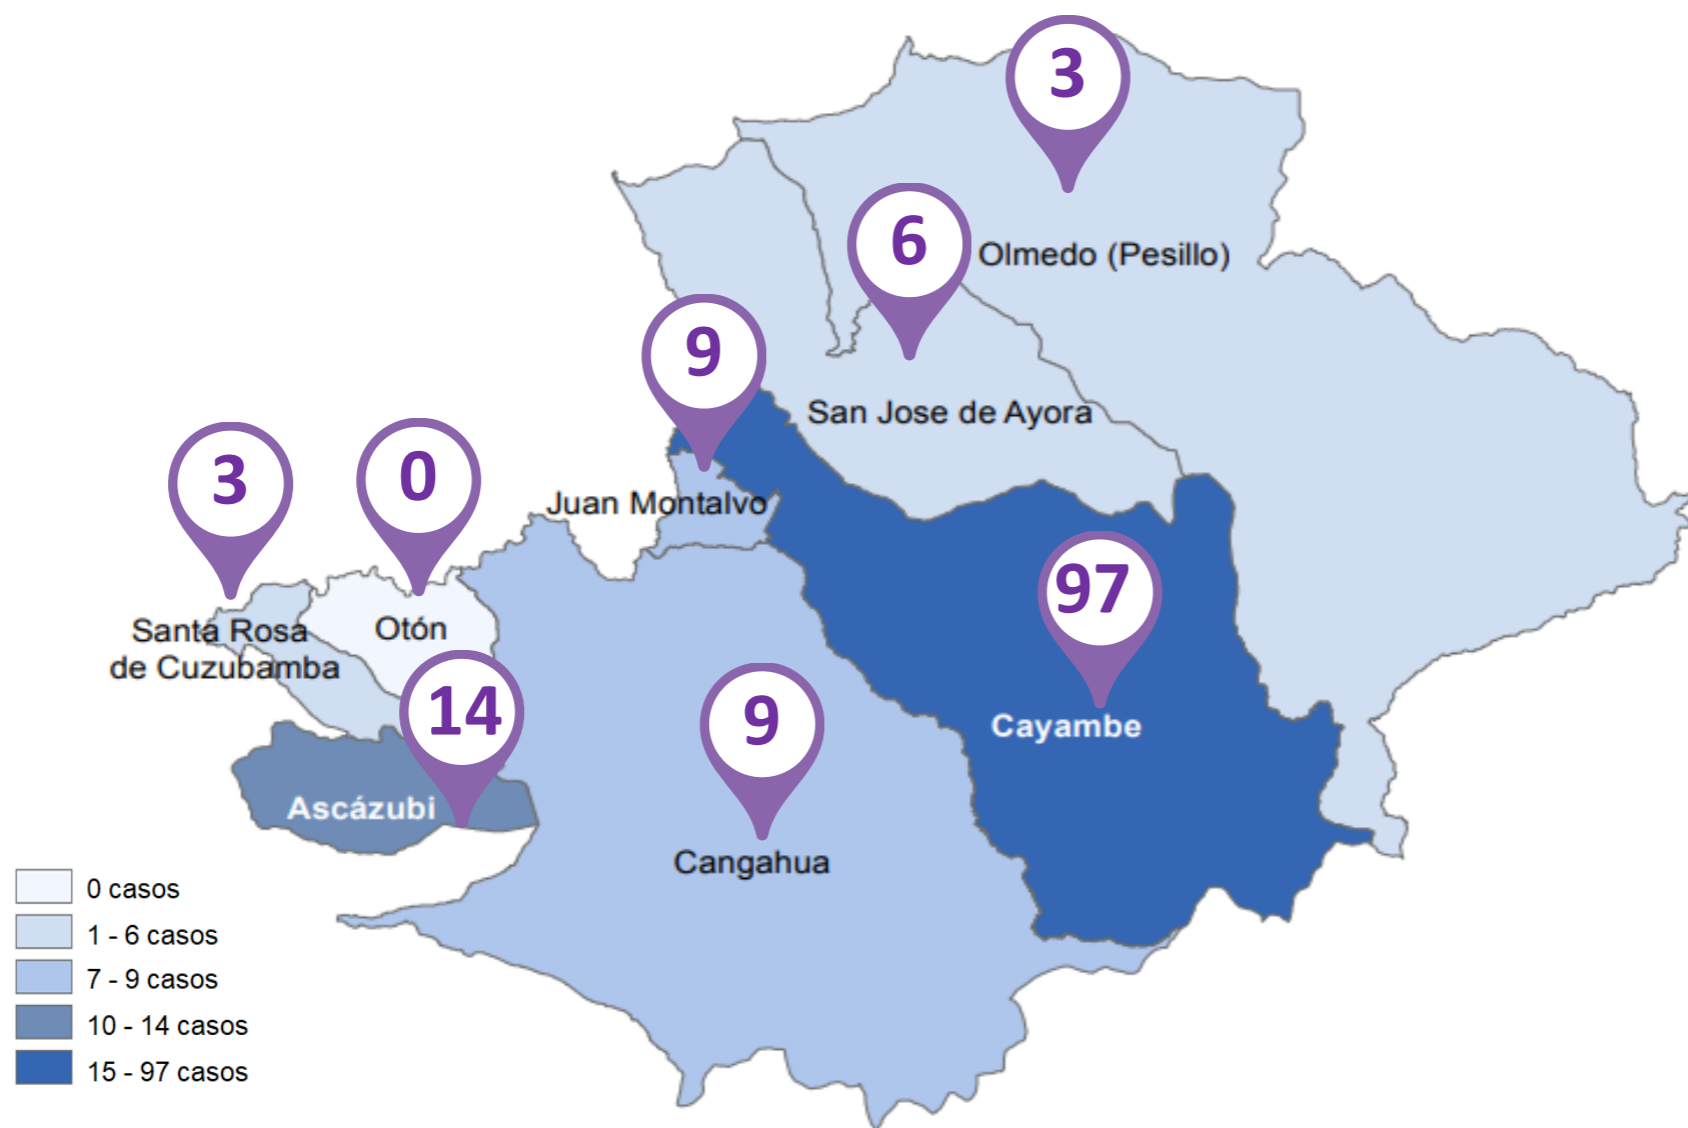 3
6
Olmedo (Pesillo)
9
San Jose de Ayora
3
0
Juan Montalvo
97
Santa Rosa
de Cuzubamba
Otón
14
9
Cayambe
Ascázubi
Cangahua
0 casos
1 - 6 casos
7 - 9 casos
10 - 14 casos
15 - 97 casos